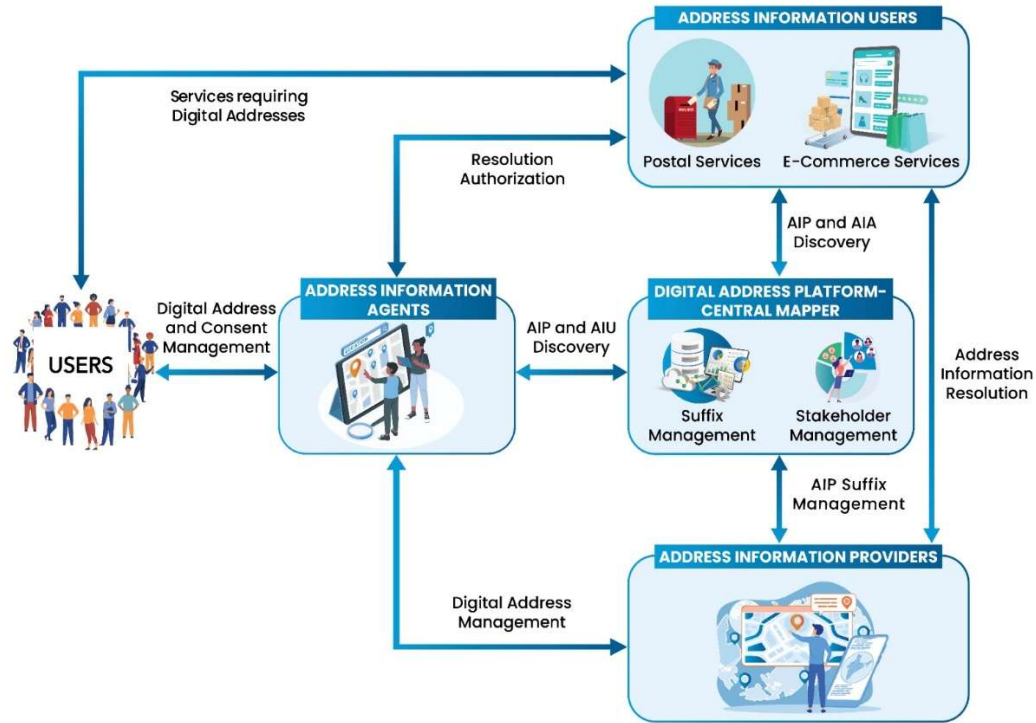 ADDRESS INFORMATION USERS
Services requiring
Digital Addresses
Postal Services
E-Commerce Services
Resolution
Authorization
AIP and AIA
Discovery
USERS
Digital Address
and Consent
Management
ADDRESS INFORMATION
AGENTS
AIP and AIU
Discovery
DIGITAL ADDRESS PLATFORM-
CENTRAL MAPPER
Suffix
Management
Stakeholder
Management
Address
Information
Resolution
AIP Suffix
Management
ADDRESS INFORMATION PROVIDERS
Digital Address
Management